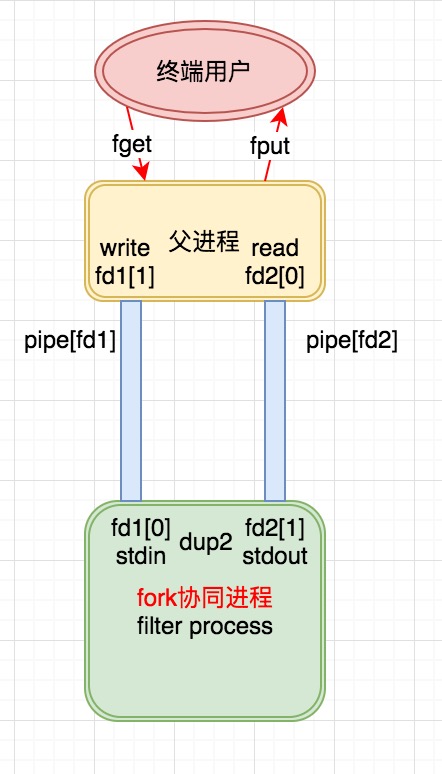 终端用户
fget
fput
父进程
write
fd1[1]
read
fd2[0]
pipe[fd1]
pipe[fd2]
fd1[0]
stdin
dup2
fd2[1]
stdout
fork协同进程
filter process